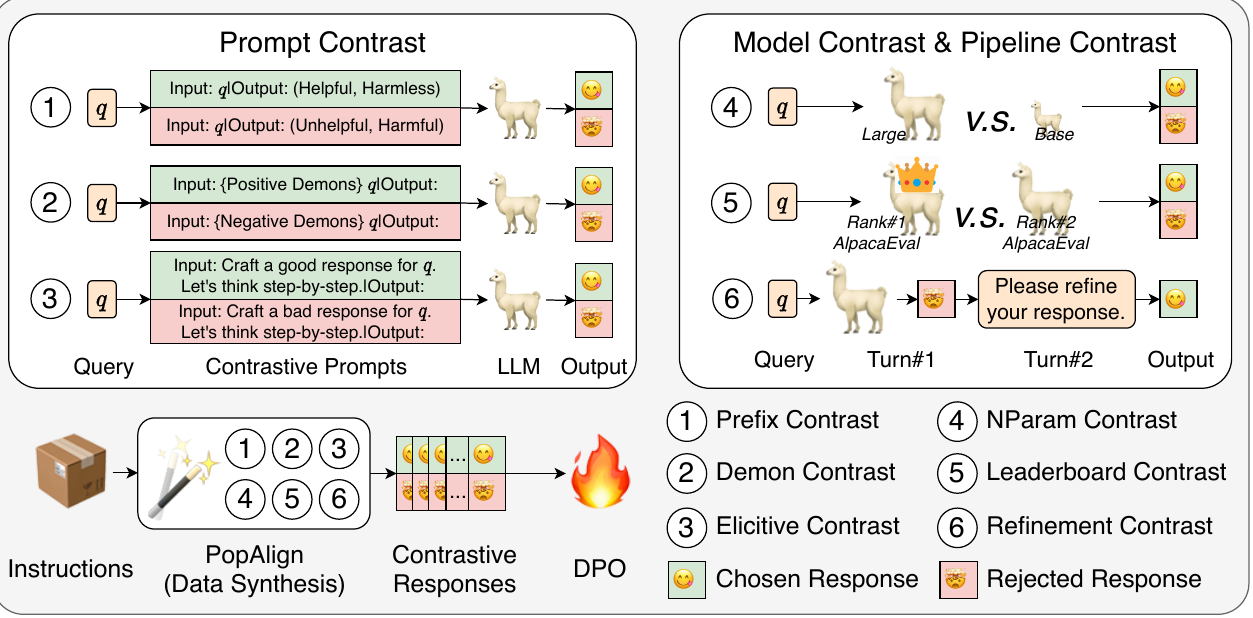 Prompt Contrast
1
q
Input: q|Output: (Helpful, Harmless)
Input: q|Output: (Unhelpful, Harmful)
2
q
Input: {Positive Demons} q|Output:
Input: {Negative Demons} q|Output:
3
q
Input: Craft a good response for q.
Let's think step-by-step.|Output:
Input: Craft a bad response for q.
Let's think step-by-step.|Output:
Query
Contrastive Prompts
LLM
Output
Model Contrast & Pipeline Contrast
4
q
Large
V.S.
Base
5
q
Rank#1
AlpacaEval
V.S.
Rank#2
AlpacaEval
6
q
Please refine
your response.
Query
Turn#1
Turn#2
Output
1 2 3
4 5 6
...
...
Instructions
PopAlign
(Data Synthesis)
Contrastive
Responses
DPO
1 Prefix Contrast
4 NParam Contrast
2 Demon Contrast
5 Leaderboard Contrast
3 Elicitive Contrast
6 Refinement Contrast
Chosen Response
Rejected Response